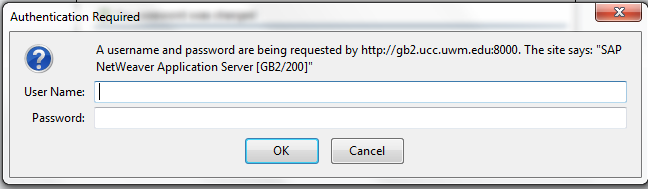 Authentication Required
A username and password are being requested by http://gb2.ucc.uwm.edu:8000. The site says: "SAP
NetWeaver Application Server [GB2/200]"
User Name:
Password:
OK
Cancel